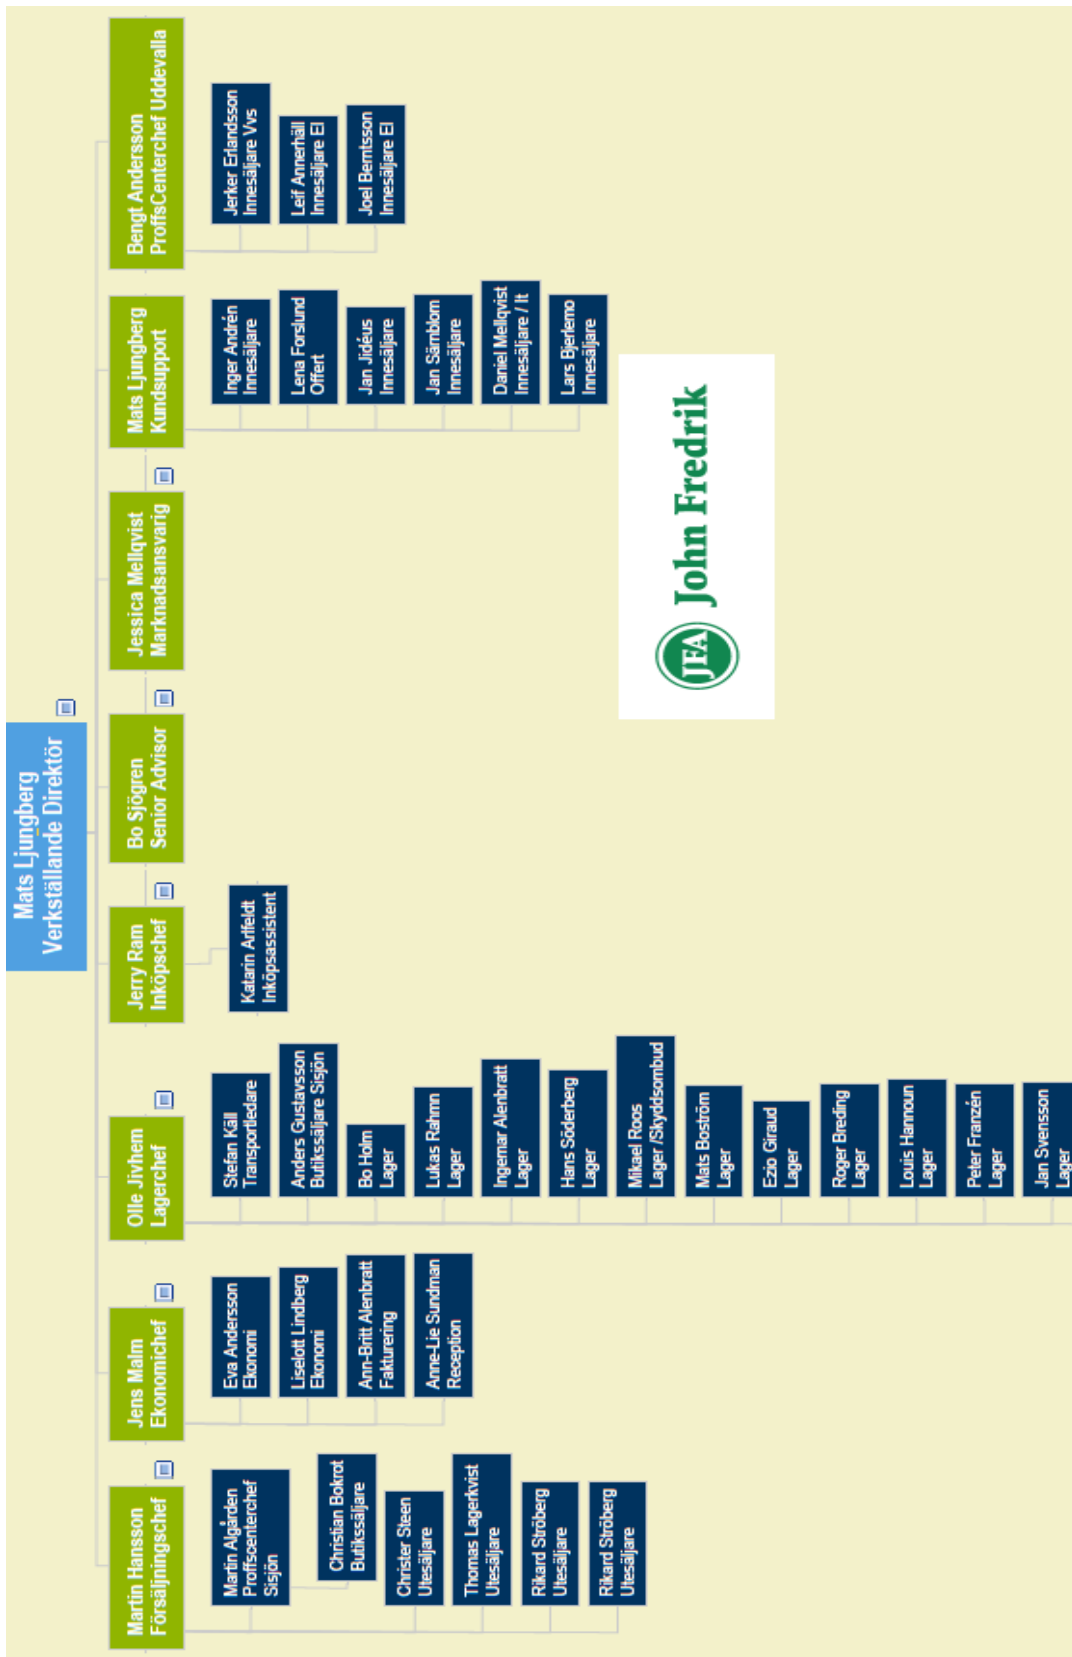 Mats Ljungberg
Verkställande Direktör
Martin Hansson
Försäljningschef
Martin Algården
Proffscenterchef
Sisjön
Christian Bokrot
Butikssäljare
Christer Steen
Utesäljare
Thomas Lagerkvist
Utesäljare
Rikard Ströberg
Utesäljare
Rikard Ströberg
Utesäljare
Jens Malm
Ekonomichef
Eva Andersson
Ekonomi
Liselott Lindberg
Ekonomi
Ann-Britt Alenbratt
Fakturering
Anne-Lie Sundman
Reception
Olle Jivhem
Lagerchef
Stefan Käll
Transportledare
Anders Gustavsson
Butikssäljare Sisjön
Bo Holm
Lager
Lukas Rahmn
Lager
Ingemar Alenbratt
Lager
Hans Söderberg
Lager
Mikael Roos
Lager /Skyddsombud
Mats Boström
Lager
Ezio Giraud
Lager
Roger Breding
Lager
Louis Hannoun
Lager
Peter Franzén
Lager
Jan Svensson
Lager
Jerry Ram
Inköpschef
Katarin Arlfeldt
Inköpsassistent
Bo Sjögren
Senior Advisor
Jessica Mellqvist
Marknadsansvarig
Mats Ljungberg
Kundsupport
Inger Andrén
Innesäljare
Lena Forslund
Offert
Jan Jidéus
Innesäljare
Jan Särnblom
Innesäljare
Daniel Mellqvist
Innesäljare / It
Lars Bjerlemo
Innesäljare
Bengt Andersson
ProffsCenterchef Uddevalla
Jerker Erlandsson
Innesäljare Vvs
Leif Annerhäll
Innesäljare El
Joel Berntsson
Innesäljare El
JFA John Fredrik